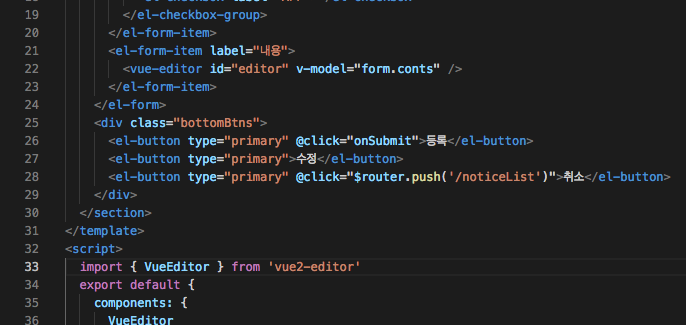 19 </el-checkbox-group>
20 </el-form-item>
21 <el-form-item label="내용">
22 <vue-editor id="editor" v-model="form.conts" />
23 </el-form-item>
24 </el-form>
25 <div class="bottomBtns">
26 <el-button type="primary" @click="onSubmit">등록</el-button>
27 <el-button type="primary">수정</el-button>
28 <el-button type="primary" @click="$router.push('/noticeList')">취소</el-button>
29 </div>
30 </section>
31 </template>
32 <script>
33 import { VueEditor } from 'vue2-editor'
34 export default {
35 components: {
36 VueEditor